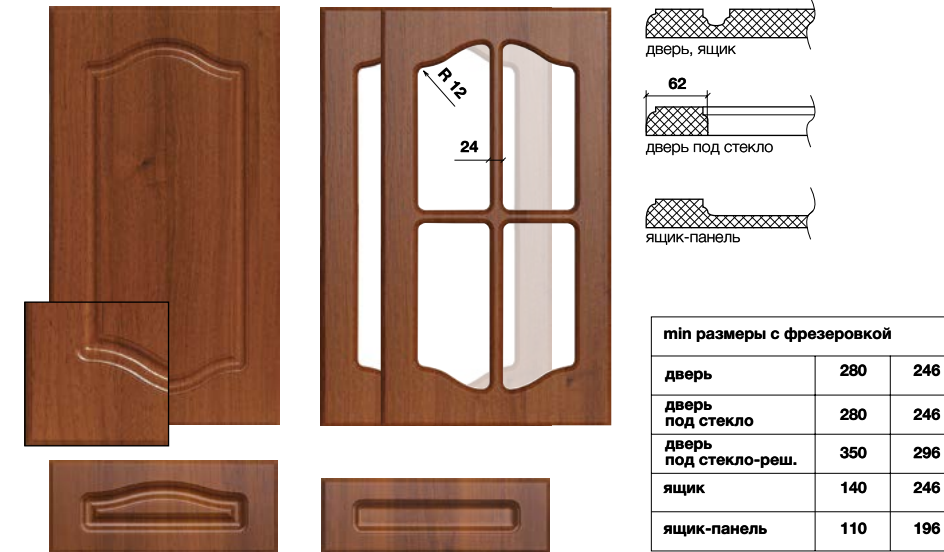 R 12
24
дверь, ящик
62
дверь под стекло
ящик-панель
min размеры с фрезеровкой
дверь 280 246
дверь
под стекло 280 246
дверь
под стекло-реш. 350 296
ящик 140 246
ящик-панель 110 196